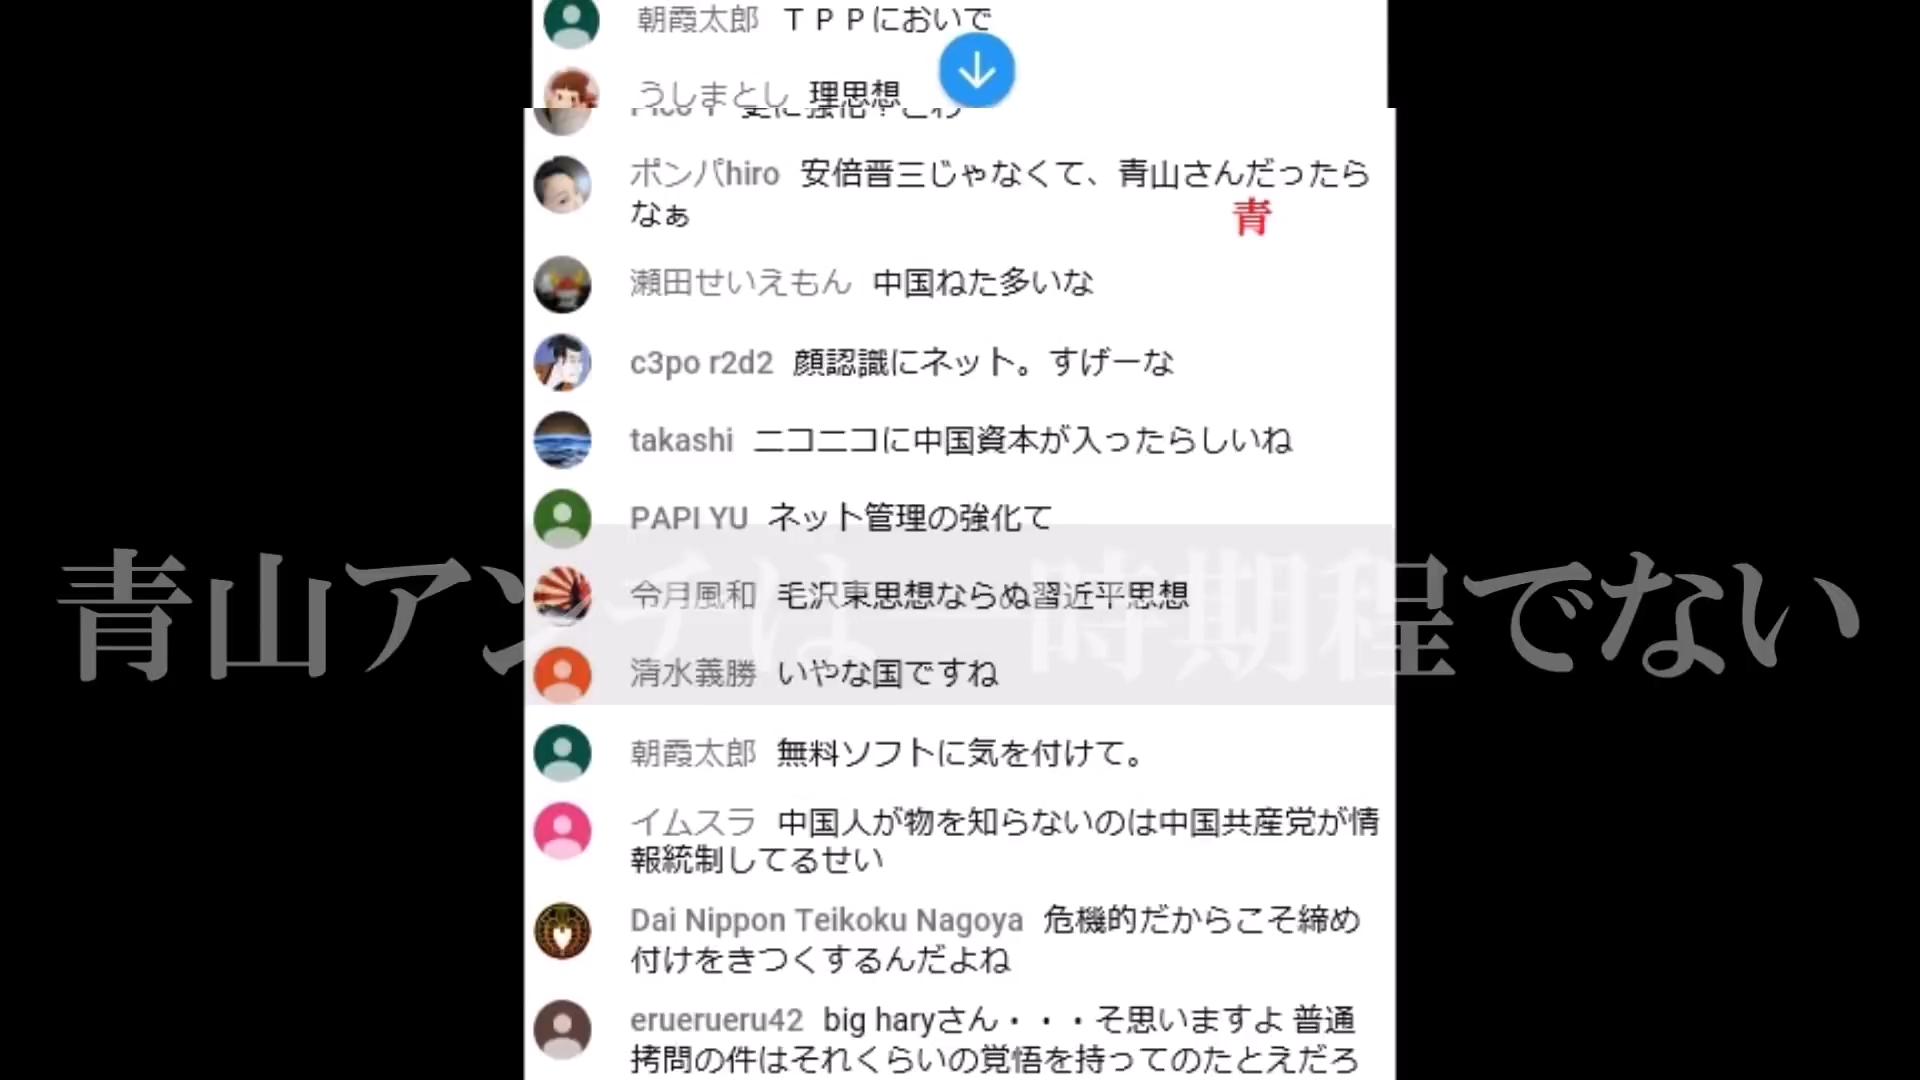 朝霞太郎 ＴＰＰにおいで
うしまとし 理思想
ポンパhiro 安倍晋三じゃなくて、青山さんだったら
なぁ
青
瀬田せいえもん 中国ねた多いな
c3po r2d2 顔認識にネット。すげーな
takashi ニコニコに中国資本が入ったらしいね
PAPI YU ネット管理の強化て
令月風和 毛沢東思想ならぬ習近平思想
青山アンチは一時期程でない
清水義勝 いやな国ですね
朝霞太郎 無料ソフトに気を付けて。
イムスラ 中国人が物を知らないのは中国共産党が情
報統制してるせい
Dai Nippon Teikoku Nagoya 危機的だからこそ締め
付けをきつくするんだよね
eruerueru42 big haryさん・・・そ思いますよ 普通
拷問の件はそれくらいの覚悟を持ってのたとえだろ